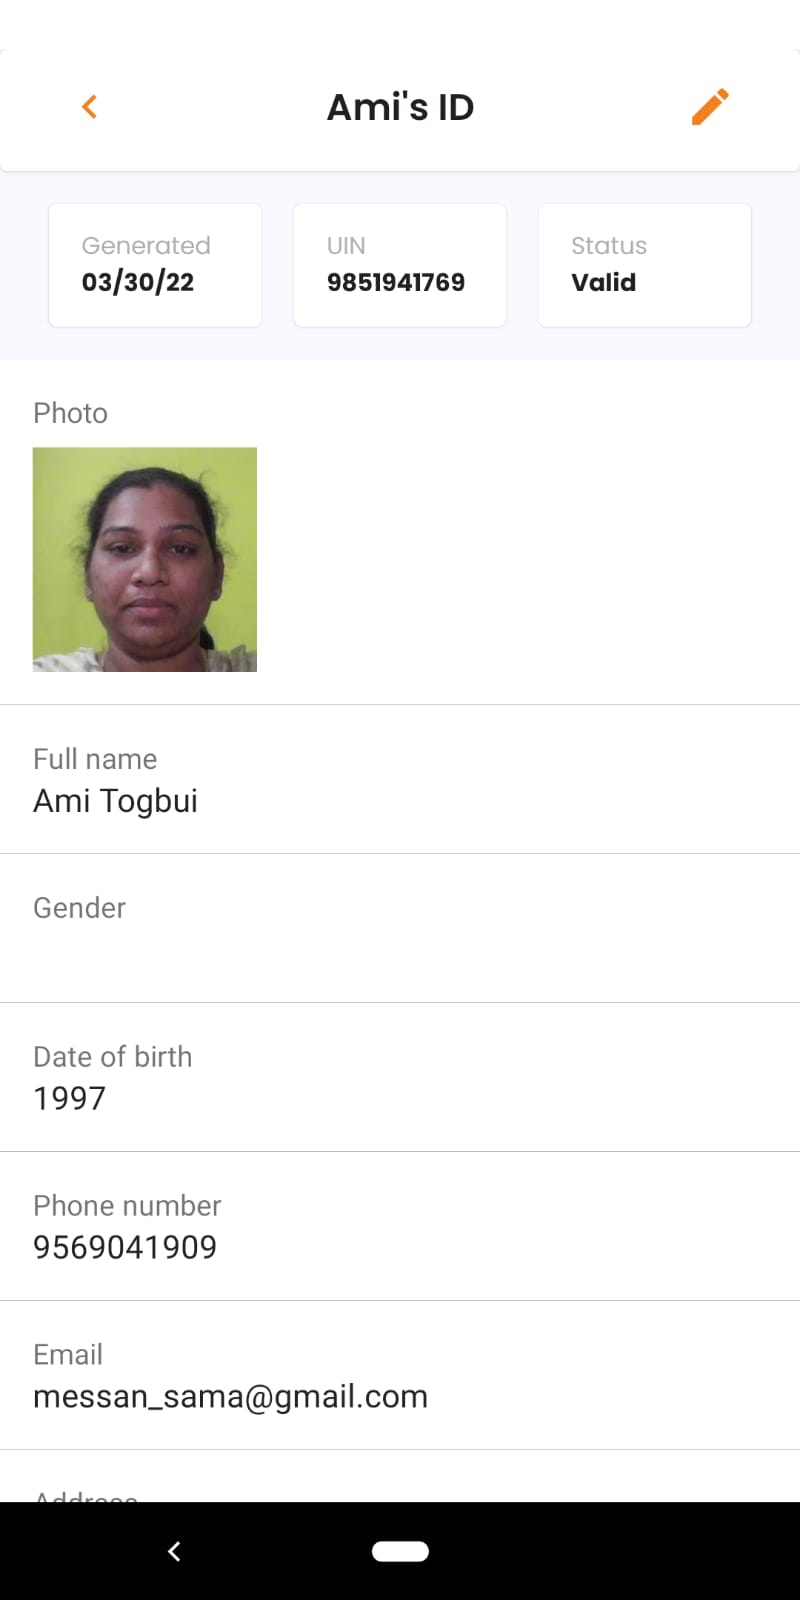 Ami's ID
Generated
03/30/22
UIN
9851941769
Status
Valid
Photo
Full name
Ami Togbui
Gender
Date of birth
1997
Phone number
9569041909
Email
messan_sama@gmail.com
Address